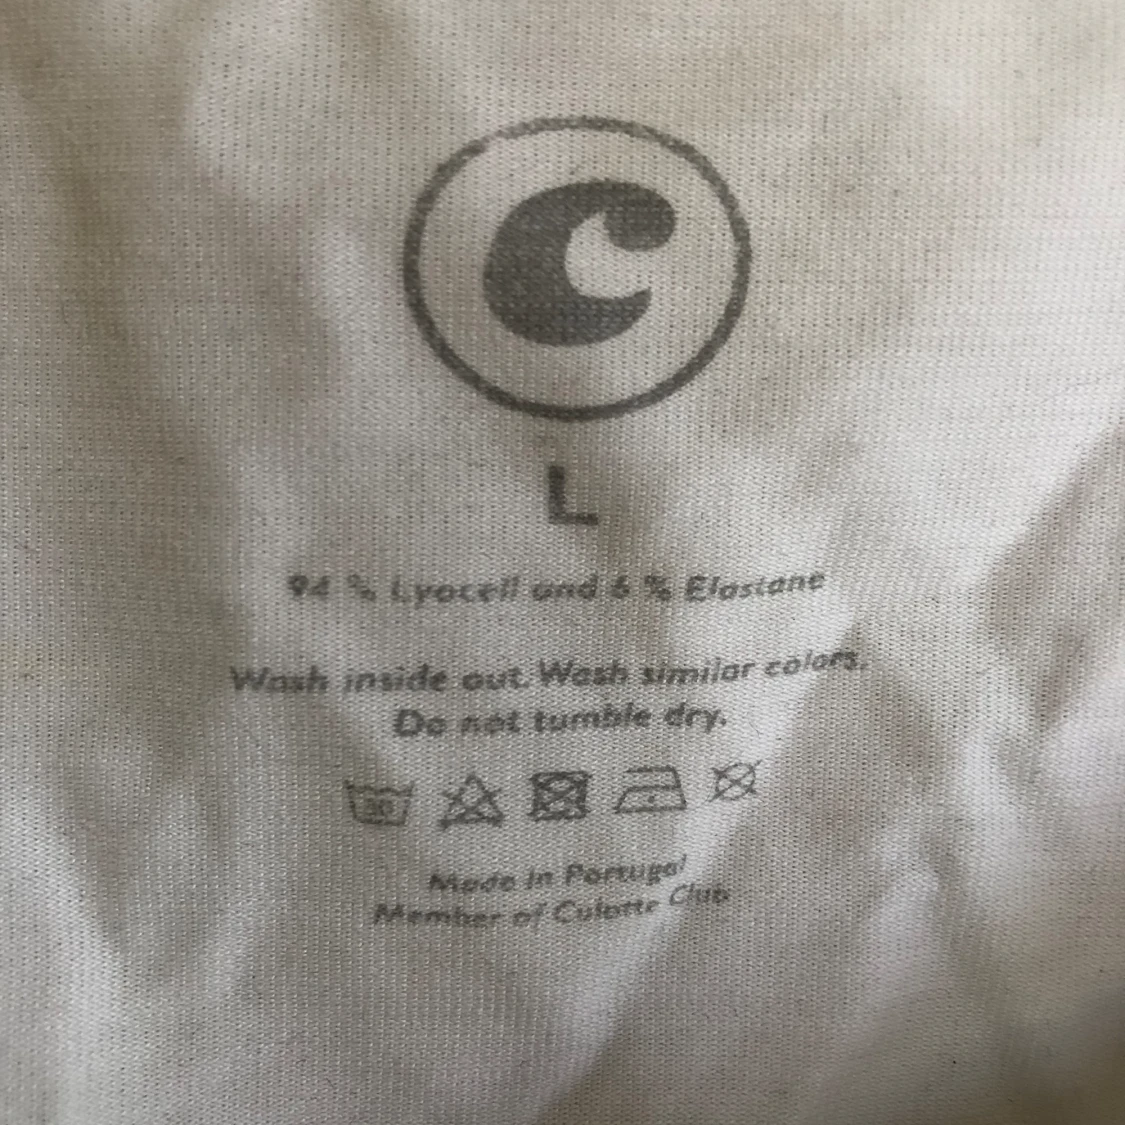 C
L
94 % Lyocell and 6 % Elastane
Wash inside out. Wash similar colors.
Do not tumble dry.
30
Made in Portugal
Member of Culotte Club